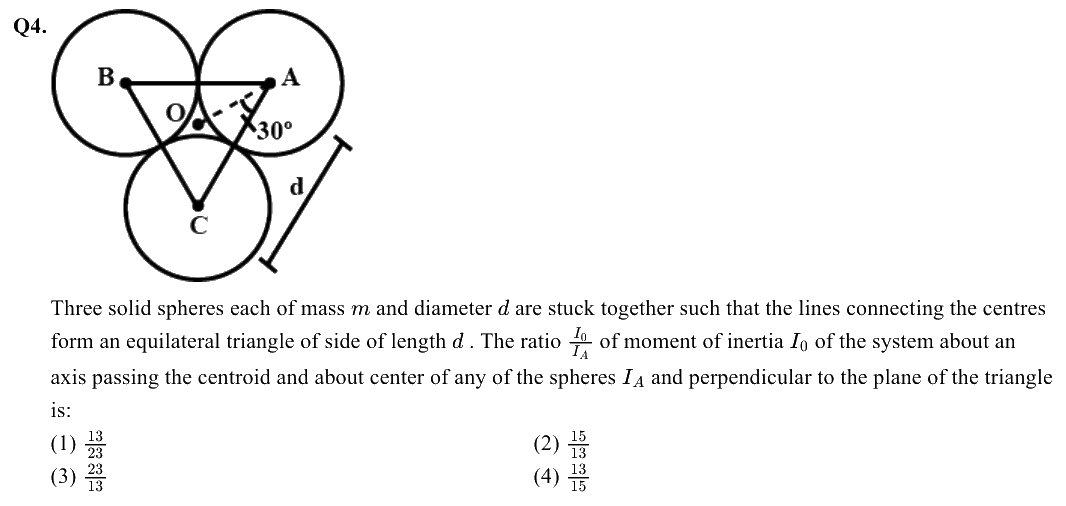 Q4.
B
A
O
30°
d
C
Three solid spheres each of mass m and diameter d are stuck together such that the lines connecting the centres
form an equilateral triangle of side of length d . The ratio I₀/I_A of moment of inertia I₀ of the system about an
axis passing the centroid and about center of any of the spheres I_A and perpendicular to the plane of the triangle
is:
(1) 13/23 (2) 15/13
(3) 23/13 (4) 13/15